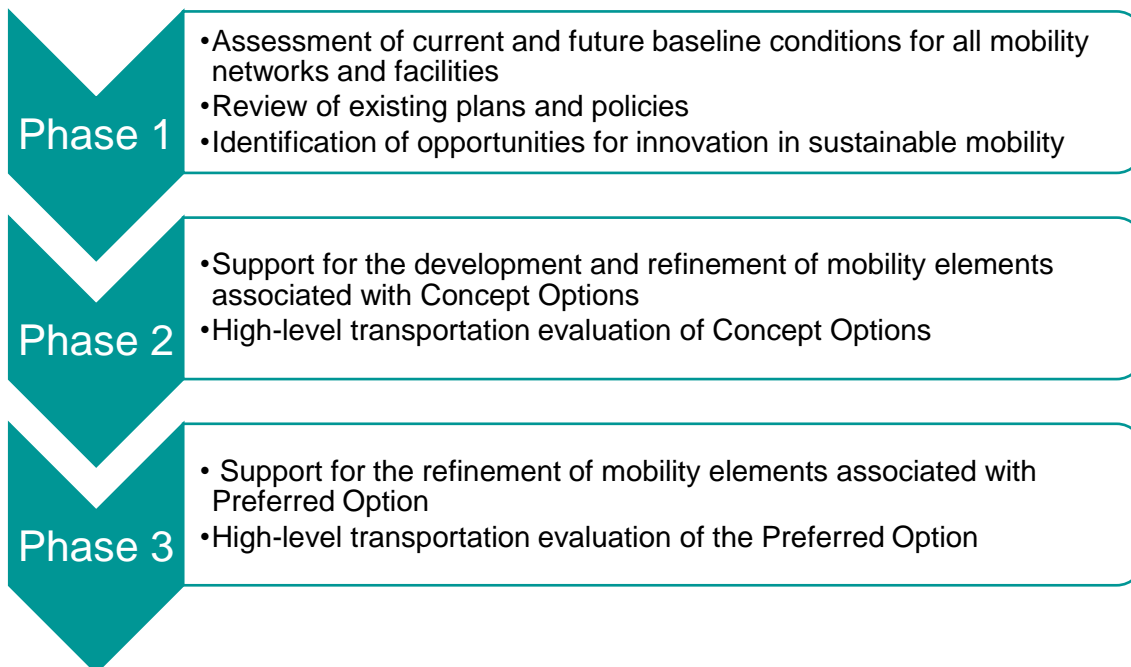 Phase 1
•Assessment of current and future baseline conditions for all mobility
networks and facilities
•Review of existing plans and policies
•Identification of opportunities for innovation in sustainable mobility
Phase 2
•Support for the development and refinement of mobility elements
associated with Concept Options
•High-level transportation evaluation of Concept Options
Phase 3
• Support for the refinement of mobility elements associated with
Preferred Option
•High-level transportation evaluation of the Preferred Option